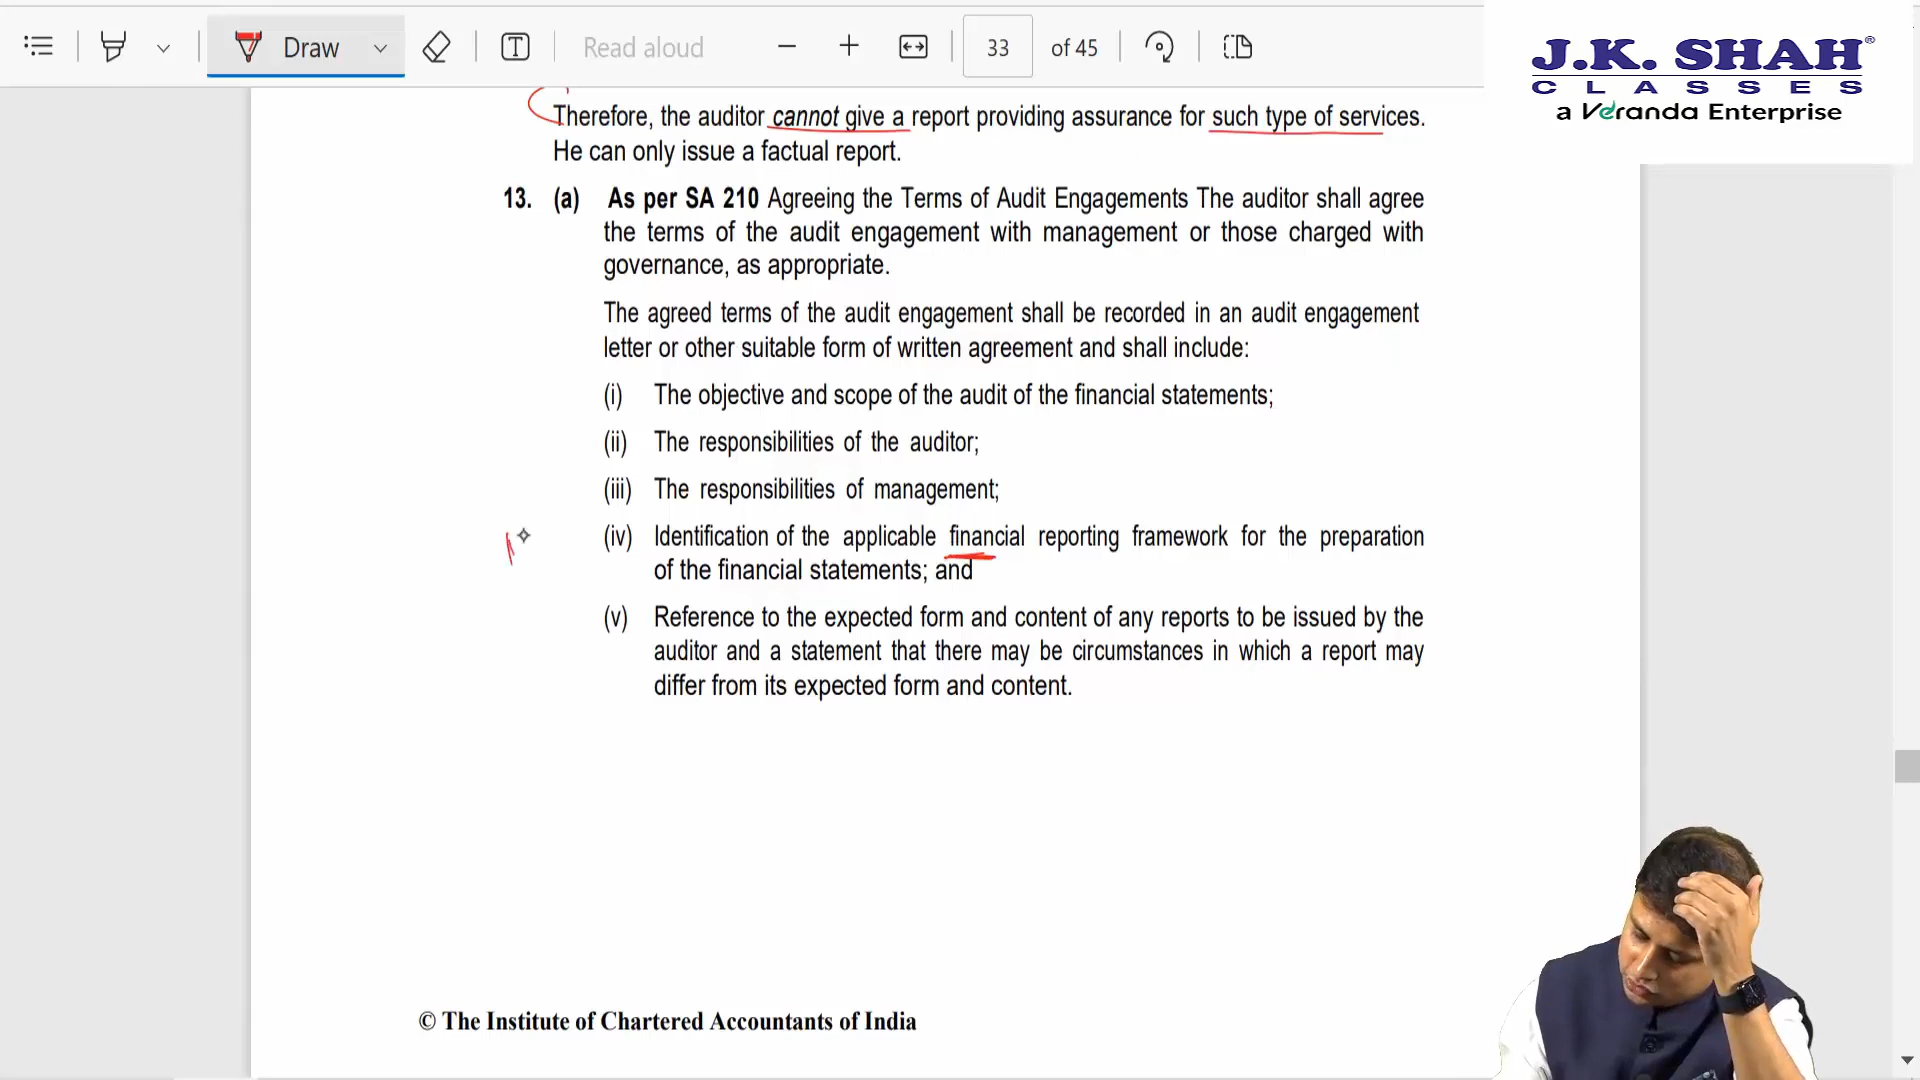 Draw
Read aloud
33
of 45
J.K. SHAH®
CLASSES
a Veranda Enterprise
Therefore, the auditor cannot give a report providing assurance for such type of services.
He can only issue a factual report.
13. (a) As per SA 210 Agreeing the Terms of Audit Engagements The auditor shall agree
the terms of the audit engagement with management or those charged with
governance, as appropriate.
The agreed terms of the audit engagement shall be recorded in an audit engagement
letter or other suitable form of written agreement and shall include:
(i) The objective and scope of the audit of the financial statements;
(ii) The responsibilities of the auditor;
(iii) The responsibilities of management;
(iv) Identification of the applicable financial reporting framework for the preparation
of the financial statements; and
(v) Reference to the expected form and content of any reports to be issued by the
auditor and a statement that there may be circumstances in which a report may
differ from its expected form and content.
© The Institute of Chartered Accountants of India